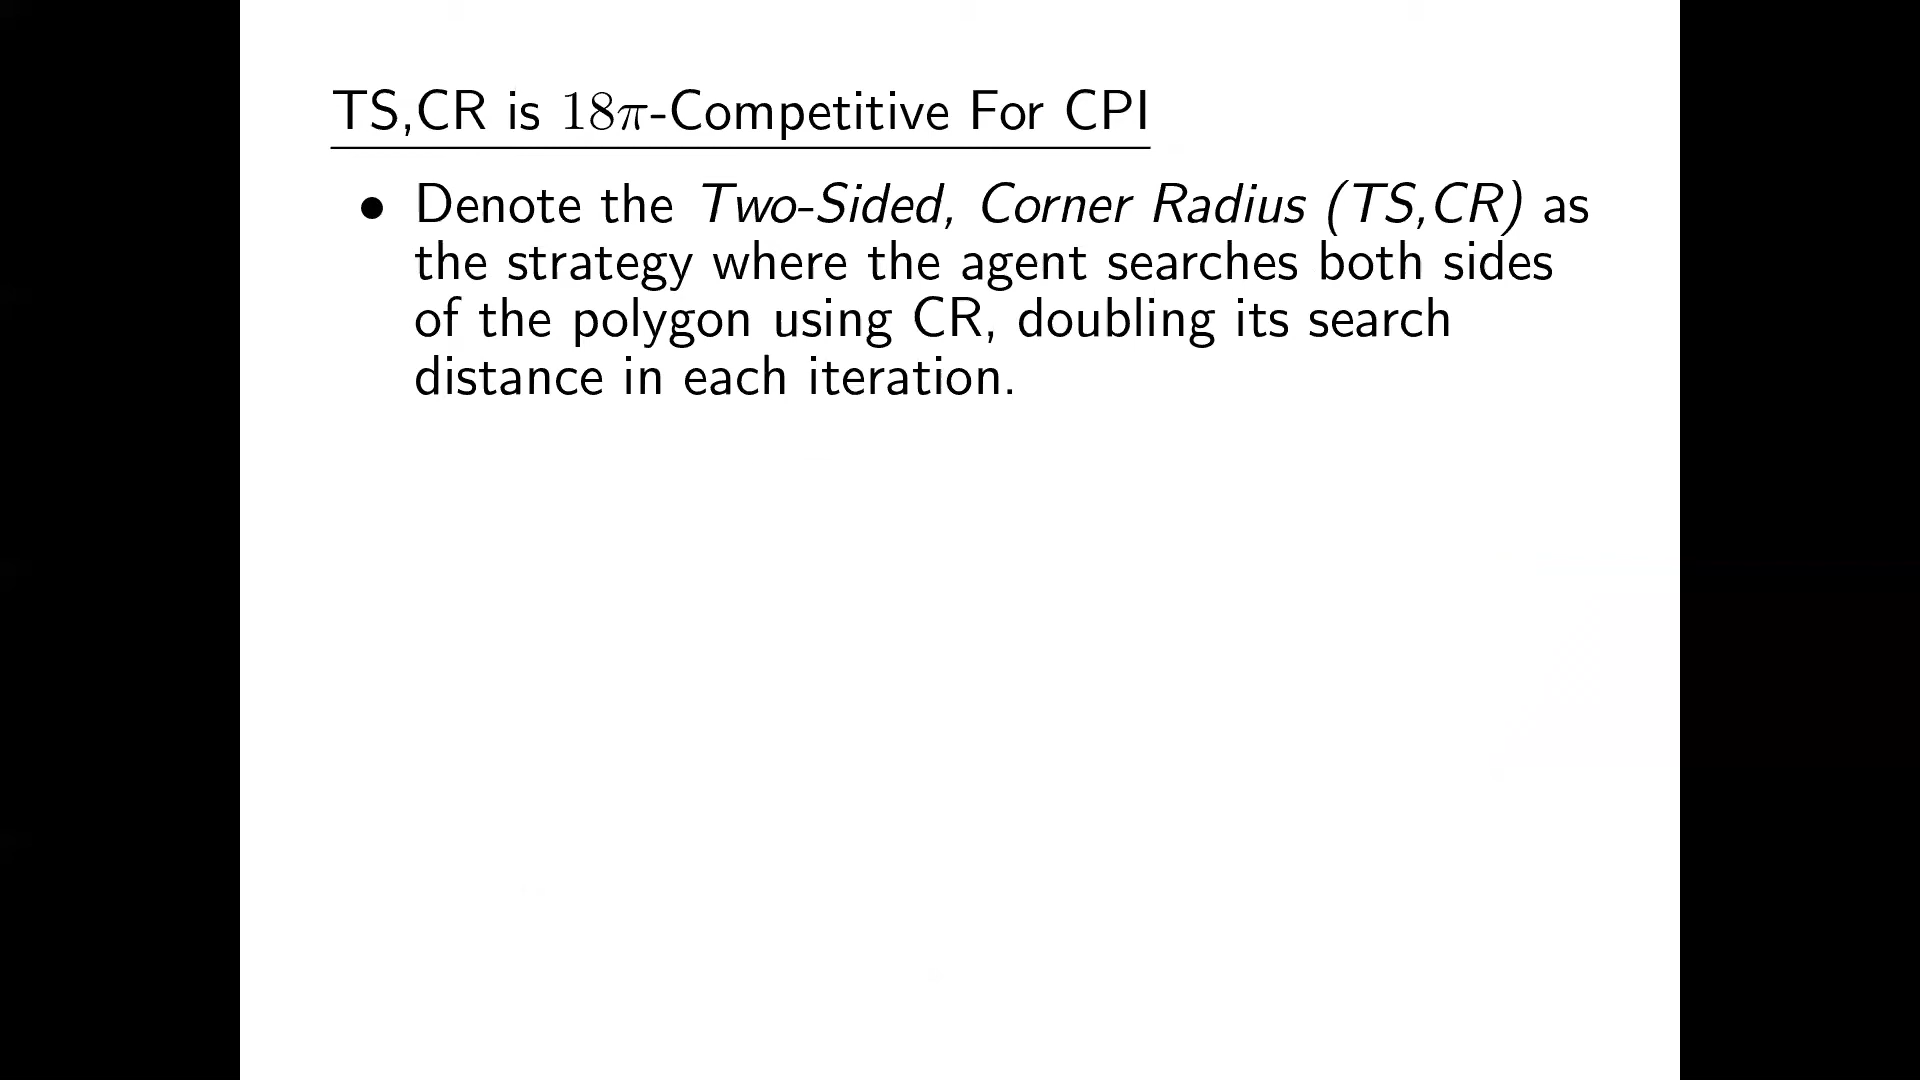 TS,CR is 18π-Competitive For CPI
• Denote the Two-Sided, Corner Radius (TS,CR) as
the strategy where the agent searches both sides
of the polygon using CR, doubling its search
distance in each iteration.